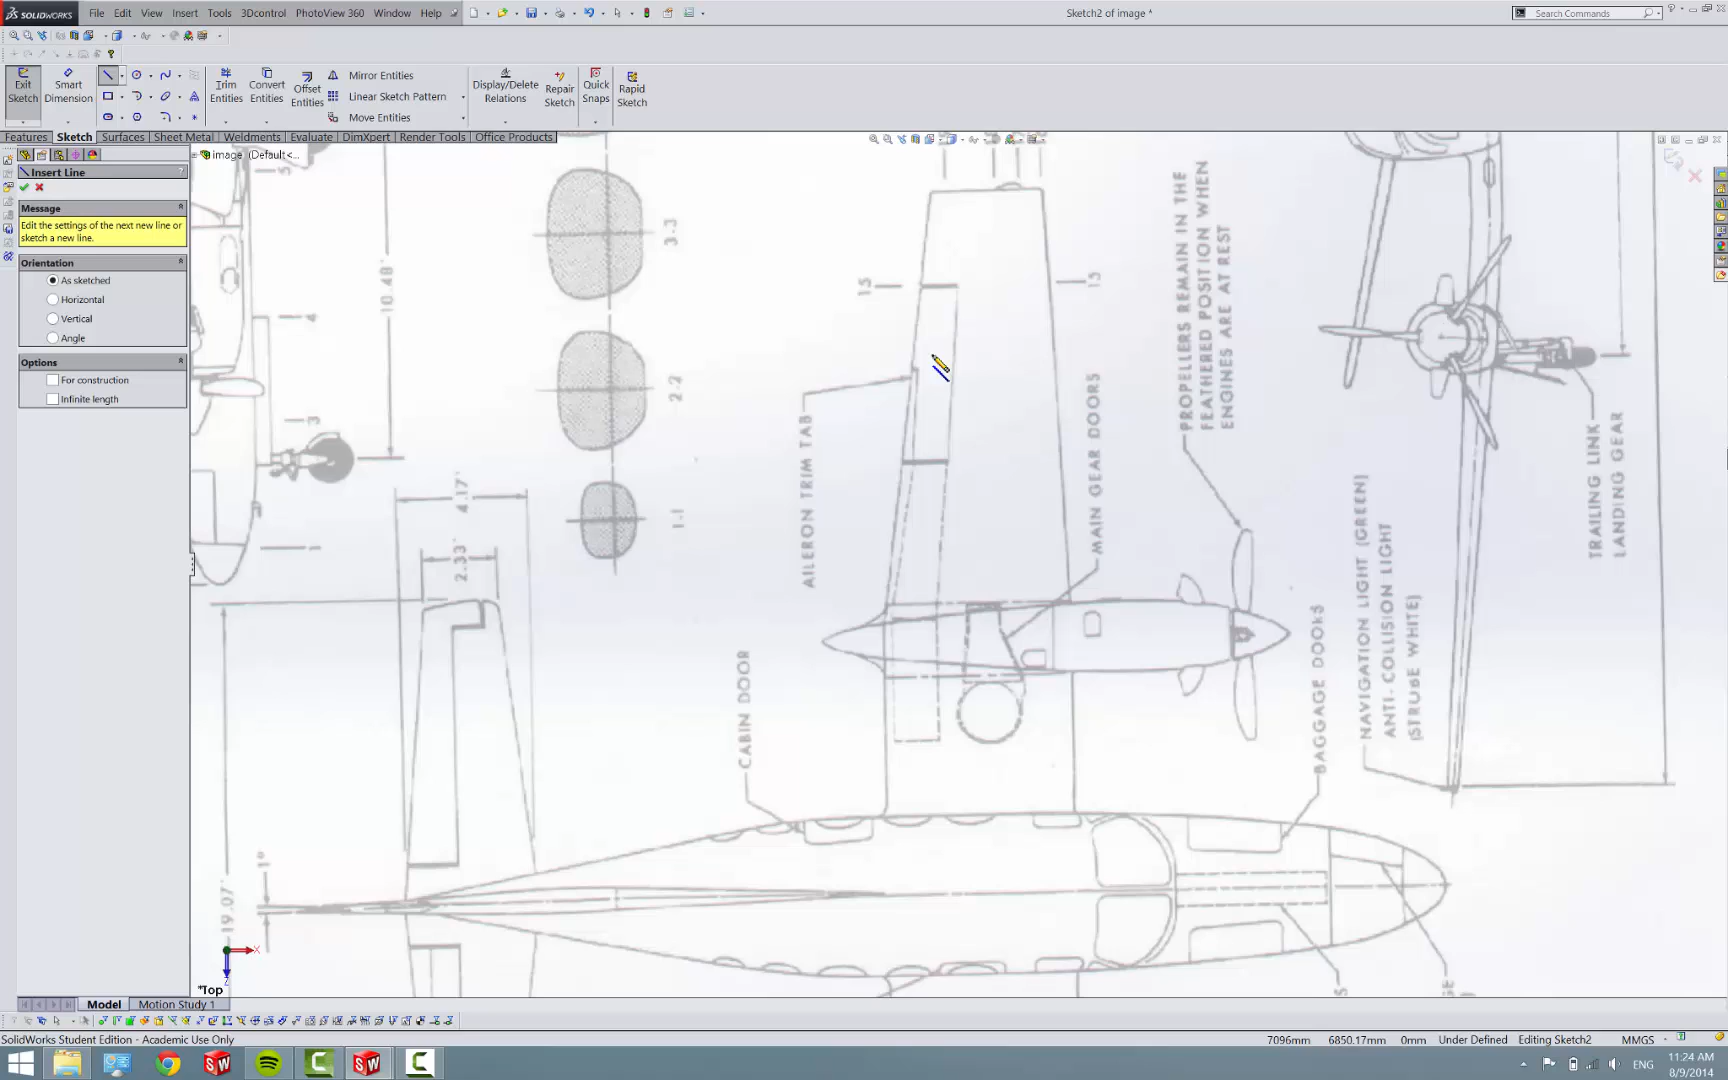 SOLIDWORKS
File
Edit
View
Insert
Tools
3Dcontrol
PhotoView 360
Window
Help
Sketch2 of image *
Search Commands
Exit
Sketch
Smart
Dimension
Trim
Entities
Convert
Entities
Offset
Entities
Mirror Entities
Linear Sketch Pattern
Move Entities
Display/Delete
Relations
Repair
Sketch
Quick
Snaps
Rapid
Sketch
Features
Sketch
Surfaces
Sheet Metal
Weldments
Evaluate
DimXpert
Render Tools
Office Products
image (Default<...
Insert Line
Message
Edit the settings of the next new line or
sketch a new line.
Orientation
As sketched
Horizontal
Vertical
Angle
Options
For construction
Infinite length
10.48'
4
3
1
3-3
2-2
1-1
15
15
4.17'
2.33'
19.07'
1°
AILERON TRIM TAB
MAIN GEAR DOORS
PROPELLERS REMAIN IN THE
FEATHERED POSITION WHEN
ENGINES ARE AT REST
CABIN DOOR
BAGGAGE DOORS
NAVIGATION LIGHT (GREEN)
ANTI-COLLISION LIGHT
(STRUBE WHITE)
TRAILING LINK
LANDING GEAR
X
Z
*Top
Model
Motion Study 1
SolidWorks Student Edition - Academic Use Only
7096mm
6850.17mm
0mm
Under Defined
Editing Sketch2
MMGS
ENG
11:24 AM
8/9/2014